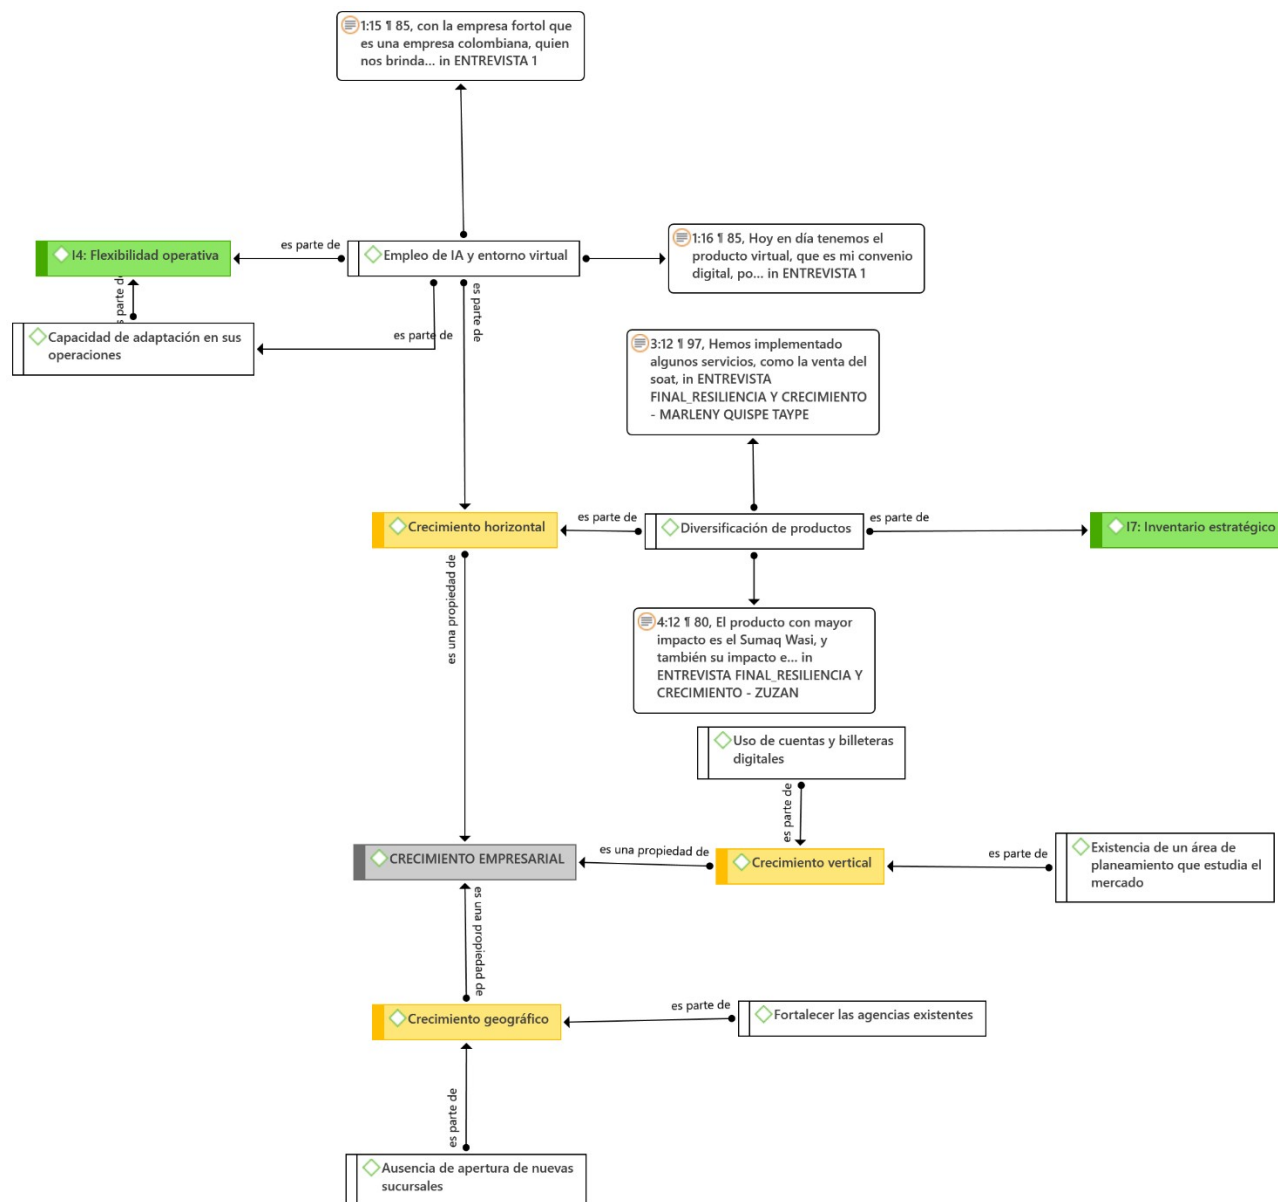 1:15 ¶ 85, con la empresa fortol que
es una empresa colombiana, quien
nos brinda... in ENTREVISTA 1
I4: Flexibilidad operativa
es parte de
Empleo de IA y entorno virtual
1:16 ¶ 85, Hoy en día tenemos el
producto virtual, que es mi convenio
digital, po... in ENTREVISTA 1
es parte de
es parte de
es parte de
Capacidad de adaptación en sus
operaciones
3:12 ¶ 97, Hemos implementado
algunos servicios, como la venta del
soat, in ENTREVISTA
FINAL_RESILIENCIA Y CRECIMIENTO
- MARLENY QUISPE TAYPE
Crecimiento horizontal
es parte de
Diversificación de productos
es parte de
I7: Inventario estratégico
es una propiedad de
4:12 ¶ 80, El producto con mayor
impacto es el Sumaq Wasi, y
también su impacto e... in
ENTREVISTA FINAL_RESILIENCIA Y
CRECIMIENTO - ZUZAN
Uso de cuentas y billeteras
digitales
es parte de
CRECIMIENTO EMPRESARIAL
es una propiedad de
Crecimiento vertical
es parte de
Existencia de un área de
planeamiento que estudia el
mercado
es una propiedad de
Crecimiento geográfico
es parte de
Fortalecer las agencias existentes
es parte de
Ausencia de apertura de nuevas
sucursales